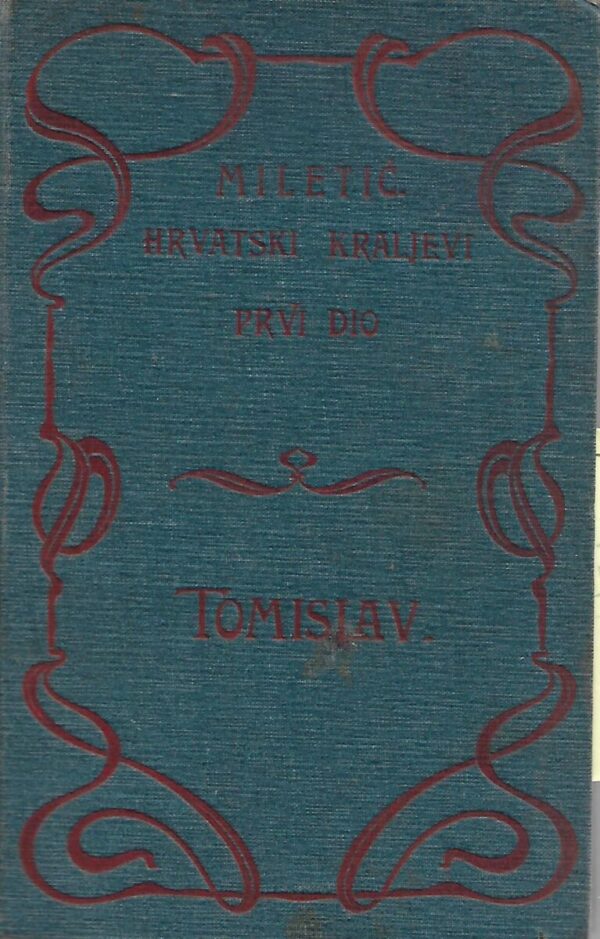 MILETIĆ.
HRVATSKI KRALJEVI
PRVI DIO
TOMISLAV.